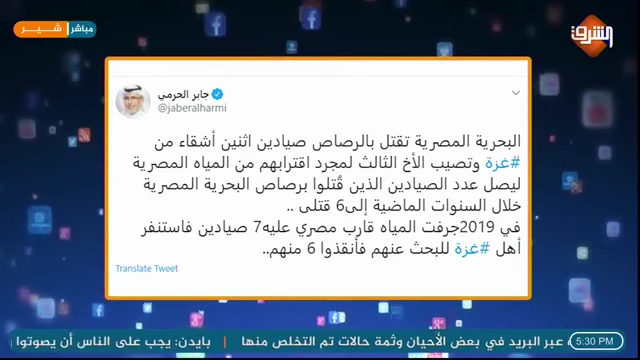 مباشر شير
الشرق
جابر الحرمي
@jaberalharmi
البحرية المصرية تقتل بالرصاص صيادين اثنين أشقاء من
#غزة وتصيب الأخ الثالث لمجرد اقترابهم من المياه المصرية
ليصل عدد الصيادين الذين قُتلوا برصاص البحرية المصرية
خلال السنوات الماضية إلى6 قتلى ..
في 2019جرفت المياه قارب مصري عليه7 صيادين فاستنفر
أهل #غزة للبحث عنهم فأنقذوا 6 منهم..
Translate Tweet
عبر البريد في بعض الأحيان وثمة حالات تم التخلص منها | بايدن: يجب على الناس أن يصوتوا
5:30 PM